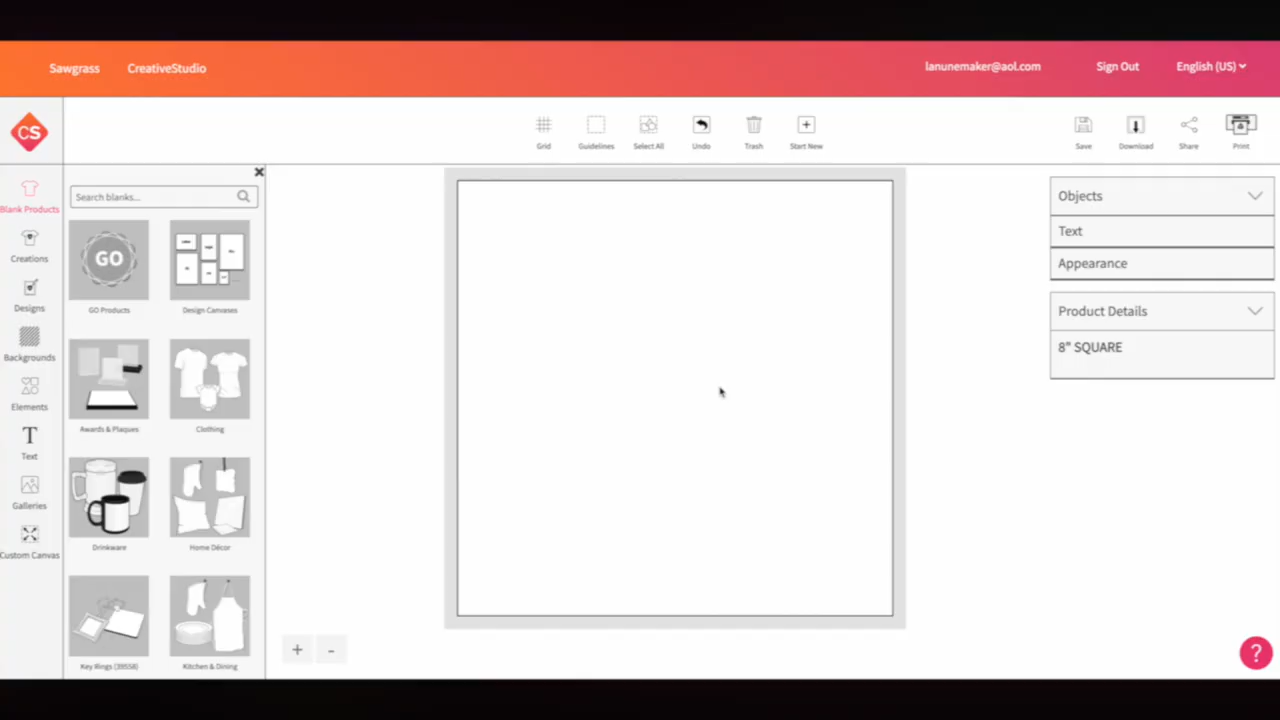 Sawgrass
CreativeStudio
lanunemaker@aol.com
Sign Out
English (US)
CS
Grid
Guidelines
Select All
Undo
Trash
Start New
Save
Download
Share
Print
Blank Products
Creations
Designs
Backgrounds
Elements
T
Text
Galleries
Custom Canvas
Search blanks...
GO
GO Products
Design Canvases
Awards & Plaques
Clothing
Drinkware
Home Décor
Key Rings (39558)
Kitchen & Dining
+
-
Objects
Text
Appearance
Product Details
8" SQUARE
?